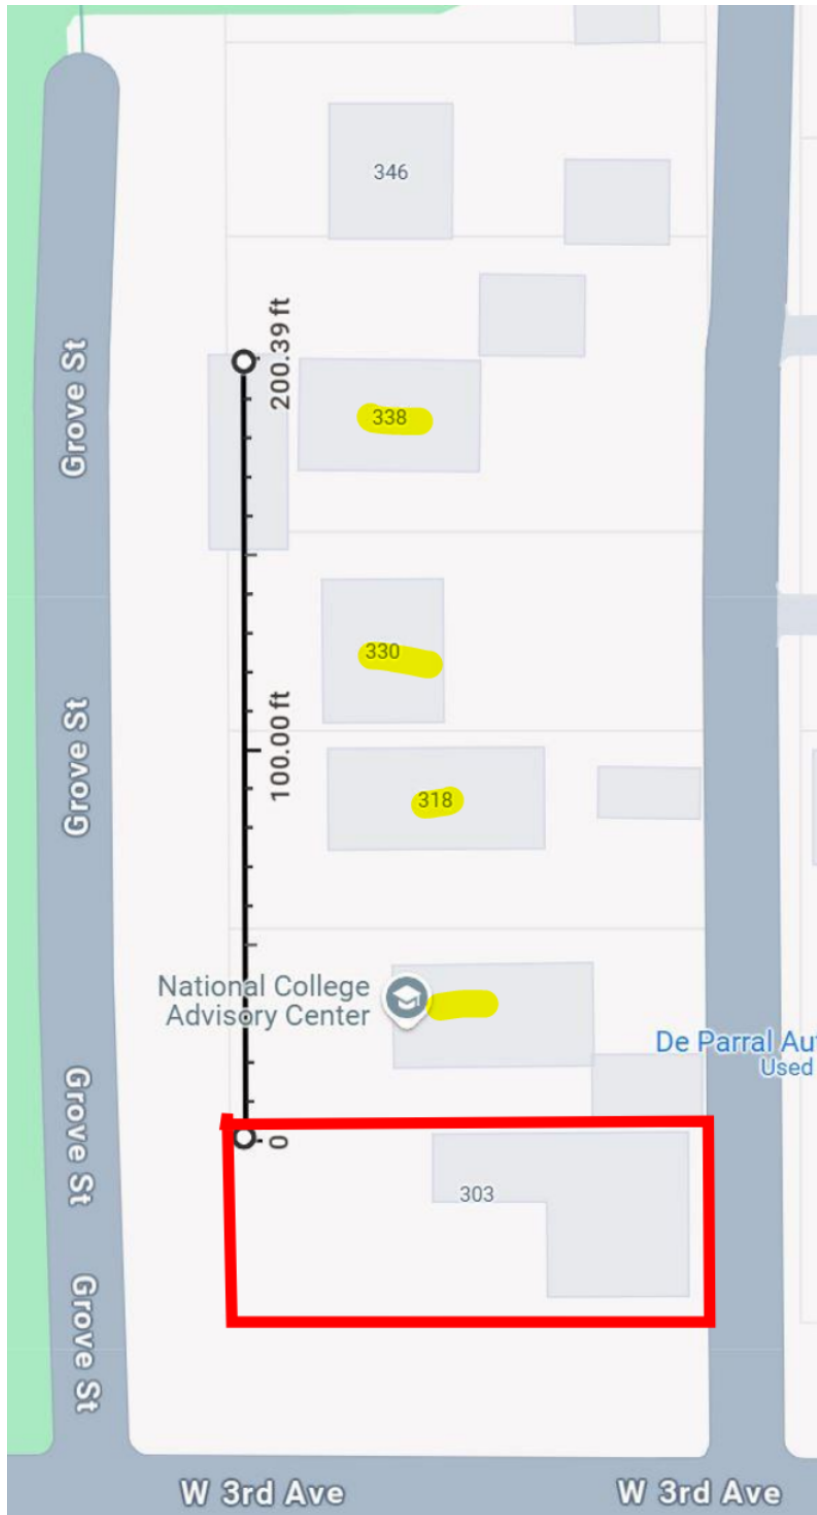 346
200.39 ft
Grove St
338
330
100.00 ft
Grove St
318
National College
Advisory Center
De Parral Au
Used
Grove St
0
303
Grove St
W 3rd Ave
W 3rd Ave